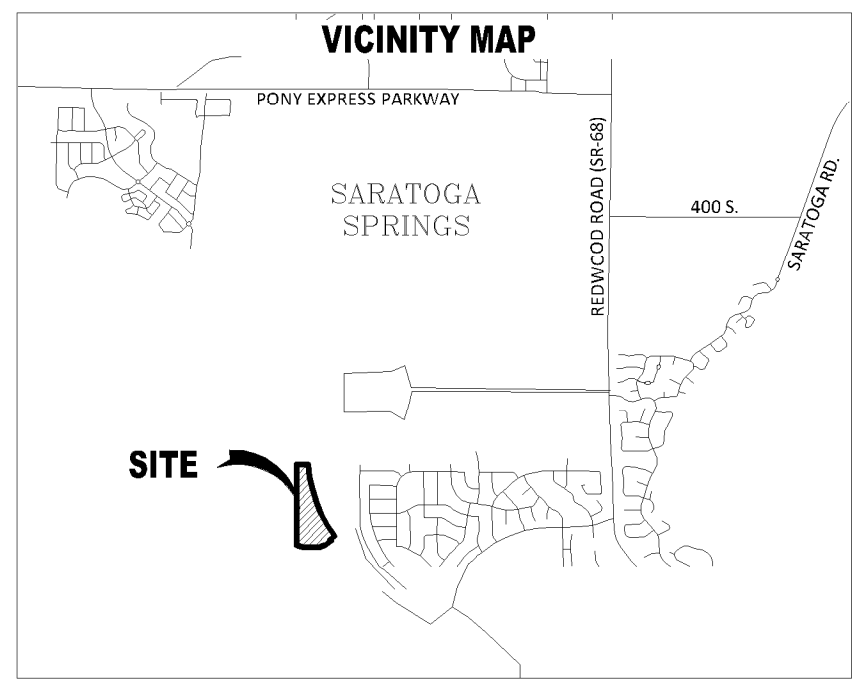 VICINITY MAP
PONY EXPRESS PARKWAY
SARATOGA
SPRINGS
REDWCOD ROAD (SR-68)
400 S.
SARATOGA RD.
SITE